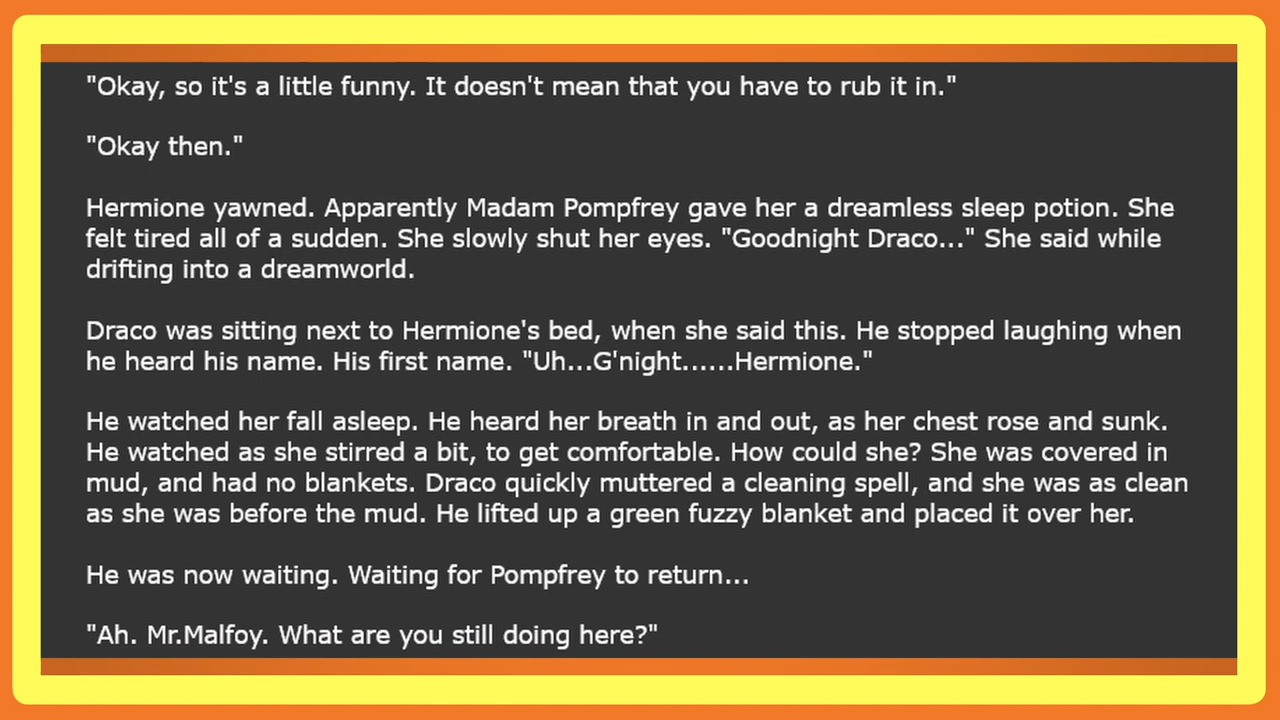 "Okay, so it's a little funny. It doesn't mean that you have to rub it in."
"Okay then."
Hermione yawned. Apparently Madam Pompfrey gave her a dreamless sleep potion. She
felt tired all of a sudden. She slowly shut her eyes. "Goodnight Draco..." She said while
drifting into a dreamworld.
Draco was sitting next to Hermione's bed, when she said this. He stopped laughing when
he heard his name. His first name. "Uh...G'night......Hermione."
He watched her fall asleep. He heard her breath in and out, as her chest rose and sunk.
He watched as she stirred a bit, to get comfortable. How could she? She was covered in
mud, and had no blankets. Draco quickly muttered a cleaning spell, and she was as clean
as she was before the mud. He lifted up a green fuzzy blanket and placed it over her.
He was now waiting. Waiting for Pompfrey to return...
"Ah. Mr.Malfoy. What are you still doing here?"